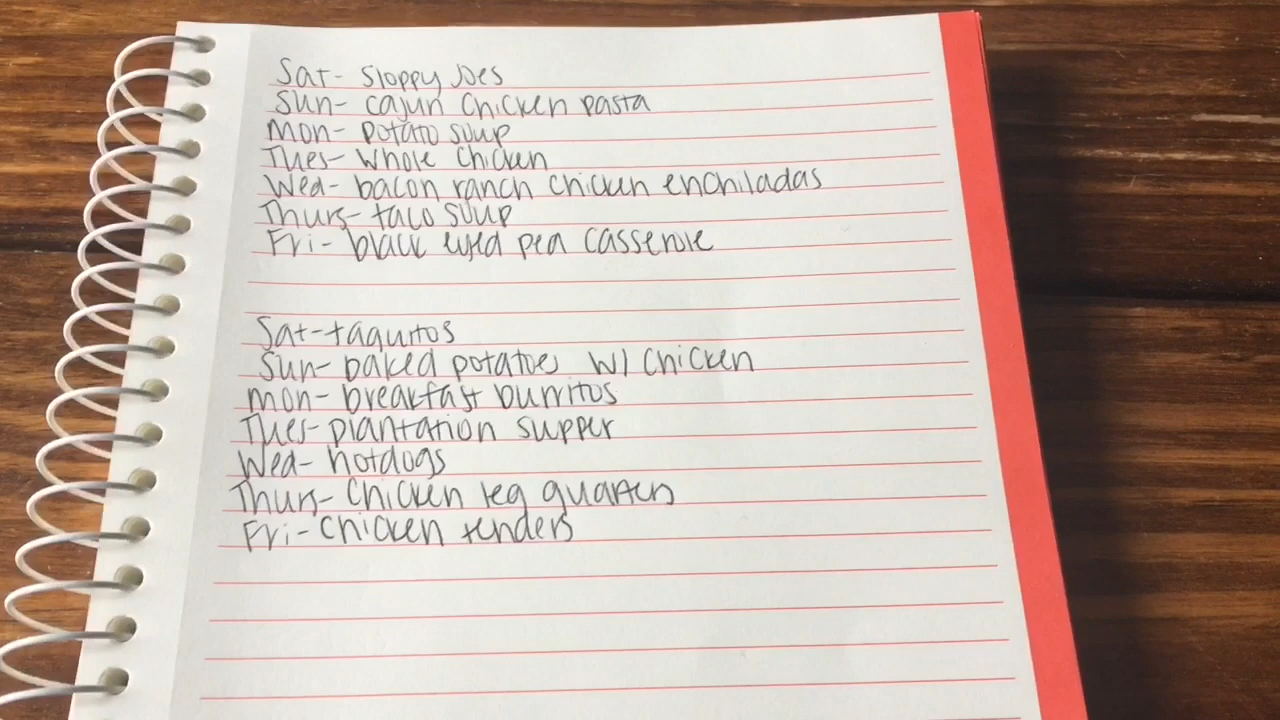 Sat- Sloppy Joes
Sun- cajun chicken pasta
Mon- potato soup
Tues- whole chicken
Wed- bacon ranch chicken enchiladas
Thurs- taco soup
Fri- black eyed pea casserole
Sat- taquitos
Sun- baked potatoes w/ chicken
Mon- breakfast burritos
Tues- plantation supper
Wed- hotdogs
Thurs- chicken leg quarters
Fri- chicken tenders